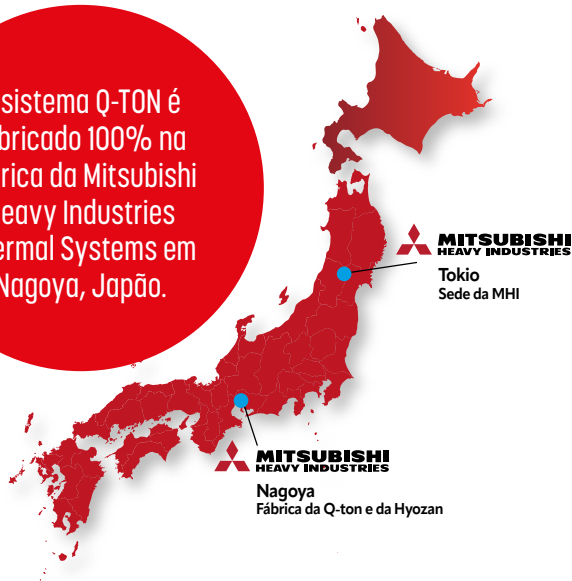 sistema Q-TON é
bricado 100% na
rica da Mitsubishi
eavy Industries
ermal Systems em
Nagoya, Japão.
MITSUBISHI
HEAVY INDUSTRIES
Tokio
Sede da MHI
MITSUBISHI
HEAVY INDUSTRIES
Nagoya
Fábrica da Q-ton e da Hyozan